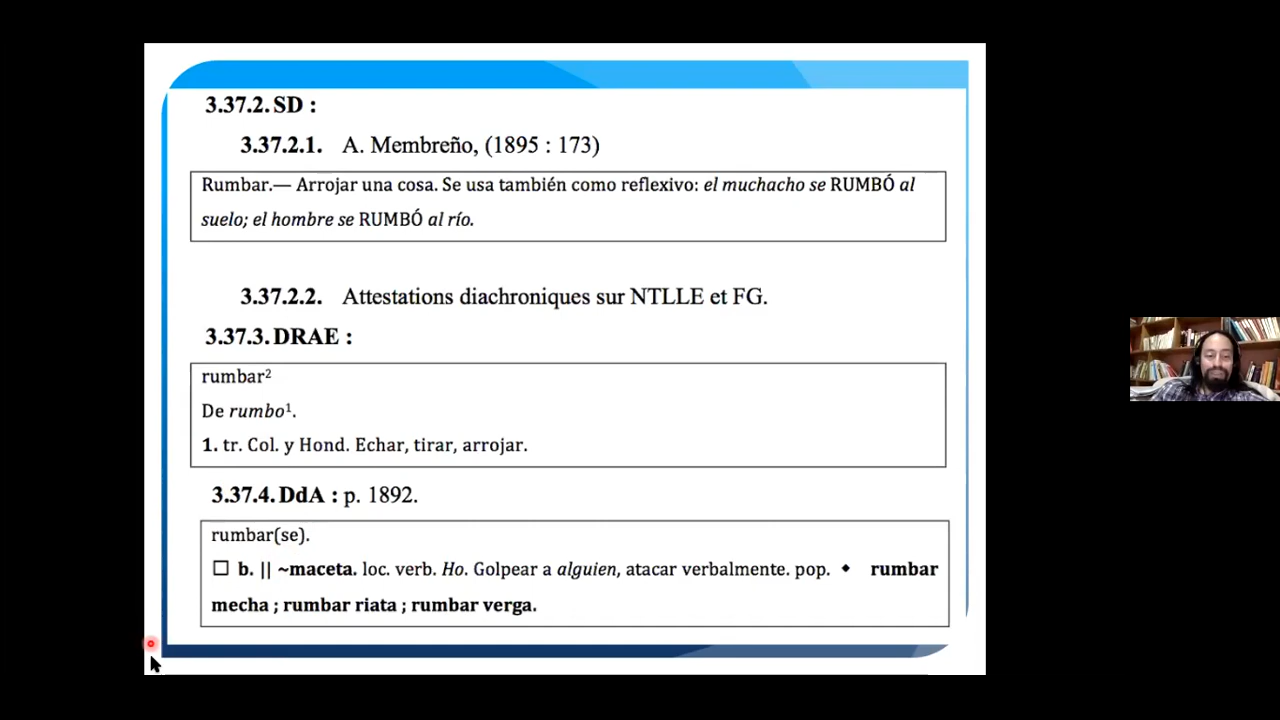 3.37.2. SD :
3.37.2.1. A. Membreño, (1895 : 173)
Rumbar.— Arrojar una cosa. Se usa también como reflexivo: el muchacho se RUMBÓ al
suelo; el hombre se RUMBÓ al río.
3.37.2.2. Attestations diachroniques sur NTLLE et FG.
3.37.3. DRAE :
rumbar²
De rumbo¹.
1. tr. Col. y Hond. Echar, tirar, arrojar.
3.37.4. DdA : p. 1892.
rumbar(se).
☐ b. || ~maceta. loc. verb. Ho. Golpear a alguien, atacar verbalmente. pop. ◆ rumbar
mecha ; rumbar riata ; rumbar verga.